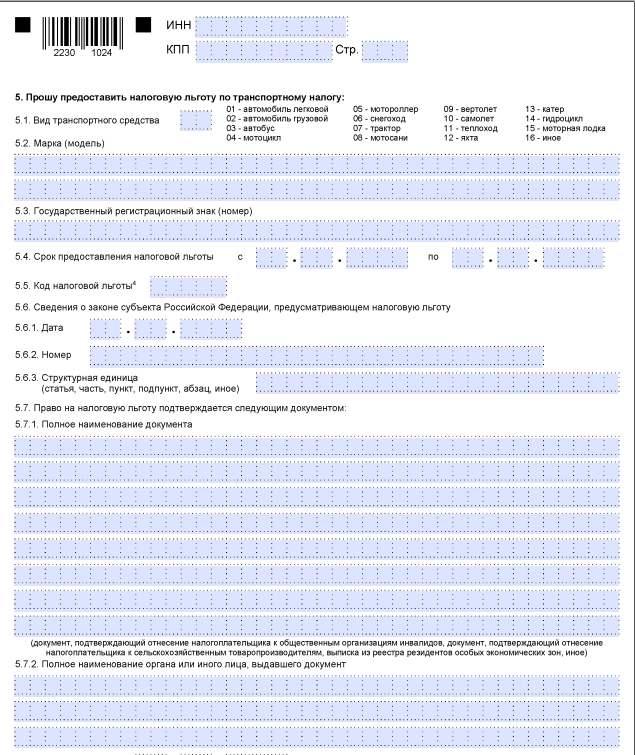 ИНН
2230 1024 КПП Стр.
5. Прошу предоставить налоговую льготу по транспортному налогу:
5.1. Вид транспортного средства
01 - автомобиль легковой 05 - мотороллер 09 - вертолет 13 - катер
02 - автомобиль грузовой 06 - снегоход 10 - самолет 14 - гидроцикл
03 - автобус 07 - трактор 11 - теплоход 15 - моторная лодка
04 - мотоцикл 08 - мотосани 12 - яхта 16 - иное
5.2. Марка (модель)
5.3. Государственный регистрационный знак (номер)
5.4. Срок предоставления налоговой льготы с . . по . .
5.5. Код налоговой льготы⁴
5.6. Сведения о законе субъекта Российской Федерации, предусматривающем налоговую льготу
5.6.1. Дата . .
5.6.2. Номер
5.6.3. Структурная единица
(статья, часть, пункт, подпункт, абзац, иное)
5.7. Право на налоговую льготу подтверждается следующим документом:
5.7.1. Полное наименование документа
(документ, подтверждающий отнесение налогоплательщика к общественным организациям инвалидов, документ, подтверждающий отнесение
налогоплательщика к сельскохозяйственным товаропроизводителям, выписка из реестра резидентов особых экономических зон, иное)
5.7.2. Полное наименование органа или иного лица, выдавшего документ